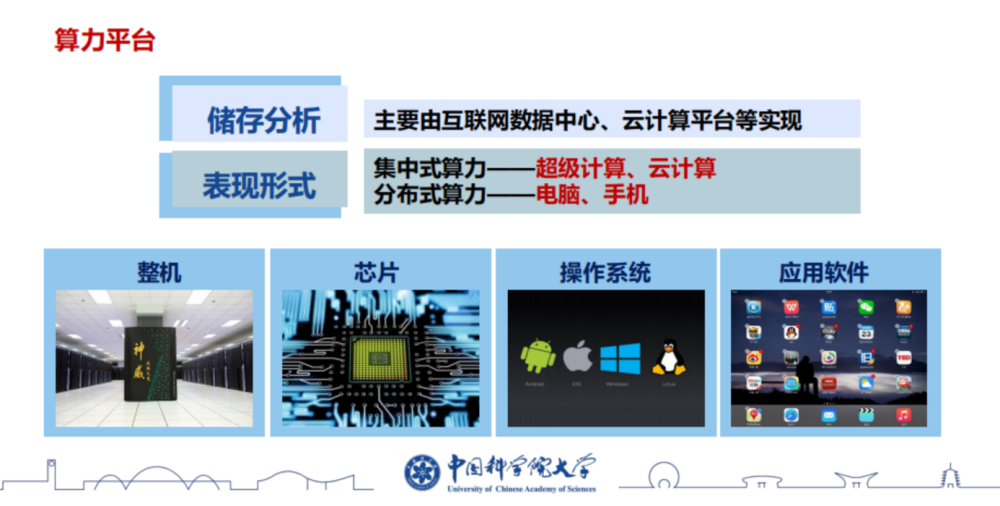 算力平台
储存分析
主要由互联网数据中心、云计算平台等实现
表现形式
集中式算力——超级计算、云计算
分布式算力——电脑、手机
整机
芯片
操作系统
应用软件
神威
Android
iOS
Windows
Linux
中国科学院大学
University of Chinese Academy of Sciences